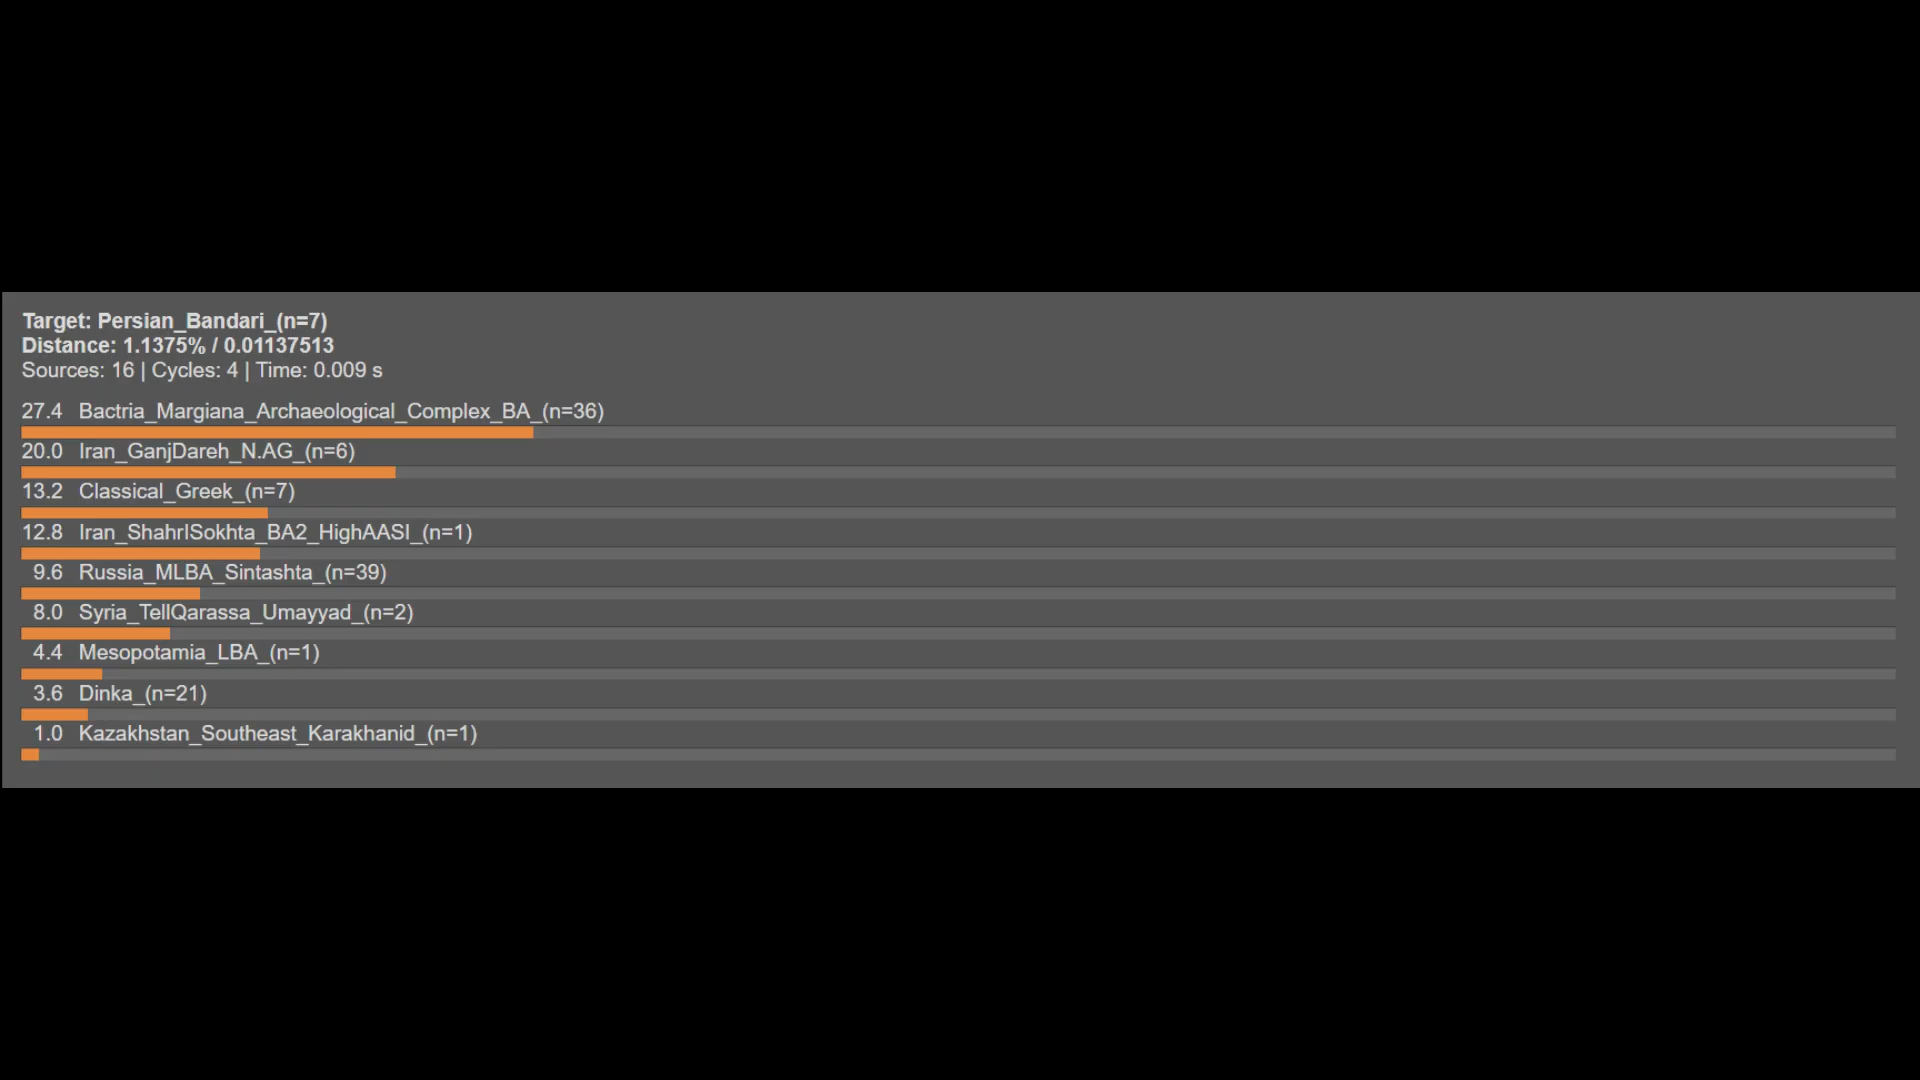 Target: Persian_Bandari_(n=7)
Distance: 1.1375% / 0.01137513
Sources: 16 | Cycles: 4 | Time: 0.009 s
27.4 Bactria_Margiana_Archaeological_Complex_BA_(n=36)
20.0 Iran_GanjDareh_N.AG_(n=6)
13.2 Classical_Greek_(n=7)
12.8 Iran_ShahrISokhta_BA2_HighAASI_(n=1)
9.6 Russia_MLBA_Sintashta_(n=39)
8.0 Syria_TellQarassa_Umayyad_(n=2)
4.4 Mesopotamia_LBA_(n=1)
3.6 Dinka_(n=21)
1.0 Kazakhstan_Southeast_Karakhanid_(n=1)